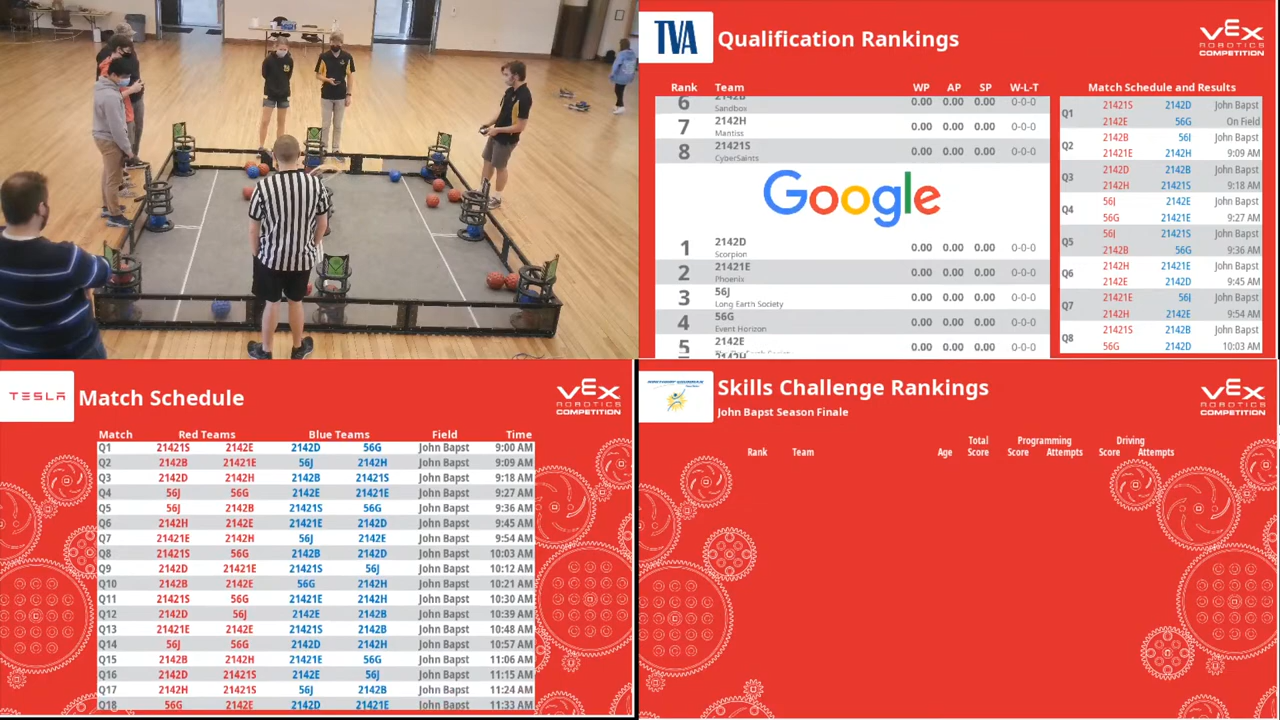 TVA
Qualification Rankings
VEX
ROBOTICS
COMPETITION
Rank Team WP AP SP W-L-T
6 2142B 0.00 0.00 0.00 0-0-0
Sandbox
7 2142H 0.00 0.00 0.00 0-0-0
Mantiss
8 21421S 0.00 0.00 0.00 0-0-0
CyberSaints
Google
1 2142D 0.00 0.00 0.00 0-0-0
Scorpion
2 21421E 0.00 0.00 0.00 0-0-0
Phoenix
3 56J 0.00 0.00 0.00 0-0-0
Long Earth Society
4 56G 0.00 0.00 0.00 0-0-0
Event Horizon
5 2142E 0.00 0.00 0.00 0-0-0
2142H
Match Schedule and Results
Q1 21421S 2142D John Bapst
2142E 56G On Field
Q2 2142B 56J John Bapst
21421E 2142H 9:09 AM
Q3 2142D 2142B John Bapst
2142H 21421S 9:18 AM
Q4 56J 2142E John Bapst
56G 21421E 9:27 AM
Q5 56J 21421S John Bapst
2142B 56G 9:36 AM
Q6 2142H 21421E John Bapst
2142E 2142D 9:45 AM
Q7 21421E 56J John Bapst
2142H 2142E 9:54 AM
Q8 21421S 2142B John Bapst
56G 2142D 10:03 AM
TESLA
Match Schedule
VEX
ROBOTICS
COMPETITION
Match Red Teams Blue Teams Field Time
Q1 21421S 2142E 2142D 56G John Bapst 9:00 AM
Q2 2142B 21421E 56J 2142H John Bapst 9:09 AM
Q3 2142D 2142H 2142B 21421S John Bapst 9:18 AM
Q4 56J 56G 2142E 21421E John Bapst 9:27 AM
Q5 56J 2142B 21421S 56G John Bapst 9:36 AM
Q6 2142H 2142E 21421E 2142D John Bapst 9:45 AM
Q7 21421E 2142H 56J 2142E John Bapst 9:54 AM
Q8 21421S 56G 2142B 2142D John Bapst 10:03 AM
Q9 2142D 21421E 21421S 56J John Bapst 10:12 AM
Q10 2142B 2142E 56G 2142H John Bapst 10:21 AM
Q11 21421S 56G 21421E 2142H John Bapst 10:30 AM
Q12 2142D 56J 2142E 2142B John Bapst 10:39 AM
Q13 21421E 2142E 21421S 2142B John Bapst 10:48 AM
Q14 56J 56G 2142D 2142H John Bapst 10:57 AM
Q15 2142B 2142H 21421E 56G John Bapst 11:06 AM
Q16 2142D 21421S 2142E 56J John Bapst 11:15 AM
Q17 2142H 21421S 56J 2142B John Bapst 11:24 AM
Q18 56G 2142E 2142D 21421E John Bapst 11:33 AM
Skills Challenge Rankings
John Bapst Season Finale
VEX
ROBOTICS
COMPETITION
Total Programming Driving
Rank Team Age Score Score Attempts Score Attempts